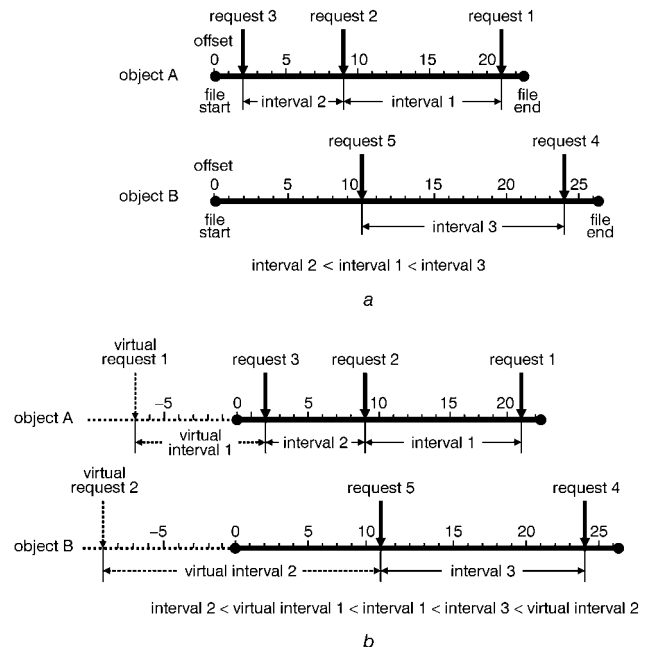 request 3 request 2 request 1
offset
0 5 10 15 20
object A
file start interval 2 interval 1 file end
request 5 request 4
offset
0 5 10 15 20 25
object B
file start interval 3 file end
interval 2 < interval 1 < interval 3
a
virtual request 1 request 3 request 2 request 1
−5 0 5 10 15 20
object A
virtual interval 1 interval 2 interval 1
virtual request 2 request 5 request 4
−5 0 5 10 15 20 25
object B
virtual interval 2 interval 3
interval 2 < virtual interval 1 < interval 1 < interval 3 < virtual interval 2
b